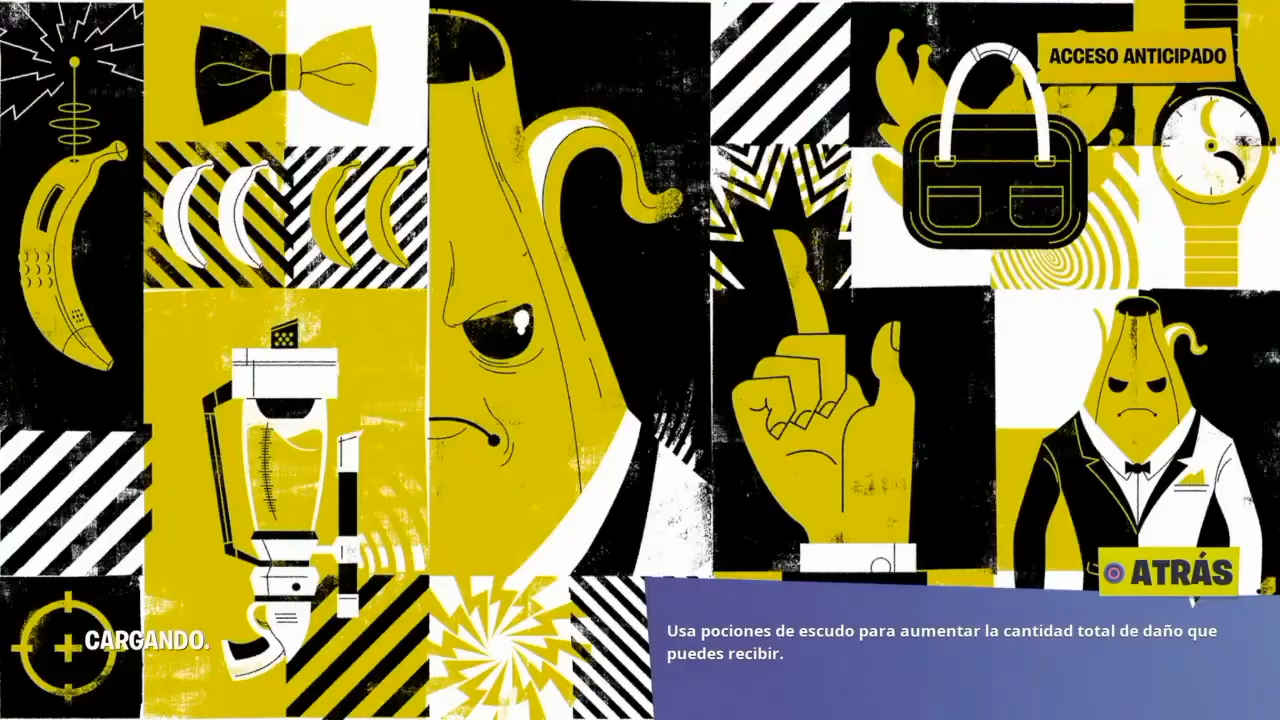 ACCESO ANTICIPADO
ATRÁS
CARGANDO.
Usa pociones de escudo para aumentar la cantidad total de daño que
puedes recibir.